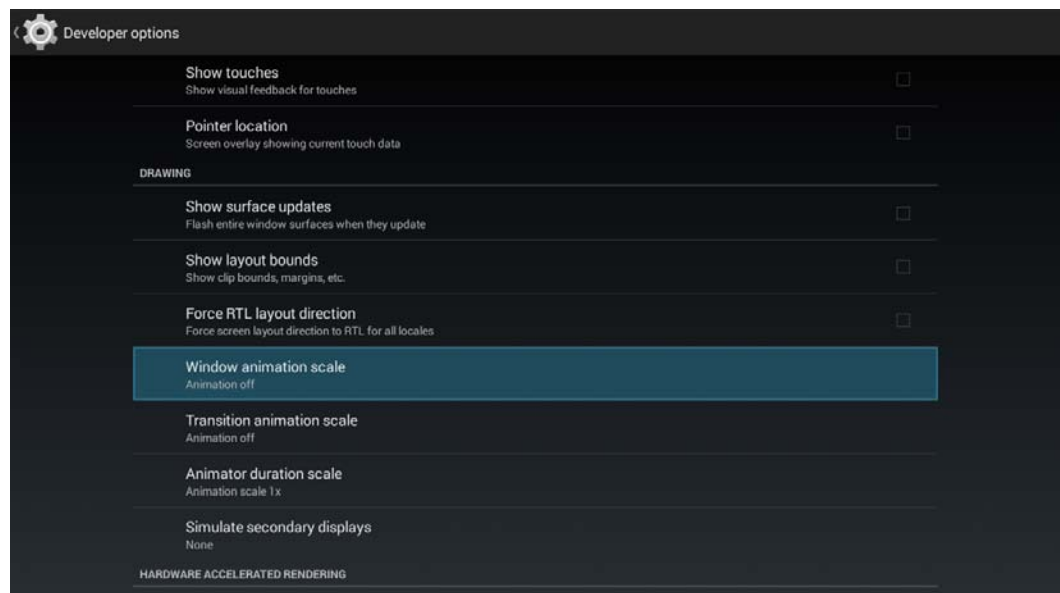 Developer options
Show touches
Show visual feedback for touches
Pointer location
Screen overlay showing current touch data
DRAWING
Show surface updates
Flash entire window surfaces when they update
Show layout bounds
Show clip bounds, margins, etc.
Force RTL layout direction
Force screen layout direction to RTL for all locales
Window animation scale
Animation off
Transition animation scale
Animation off
Animator duration scale
Animation scale 1x
Simulate secondary displays
None
HARDWARE ACCELERATED RENDERING